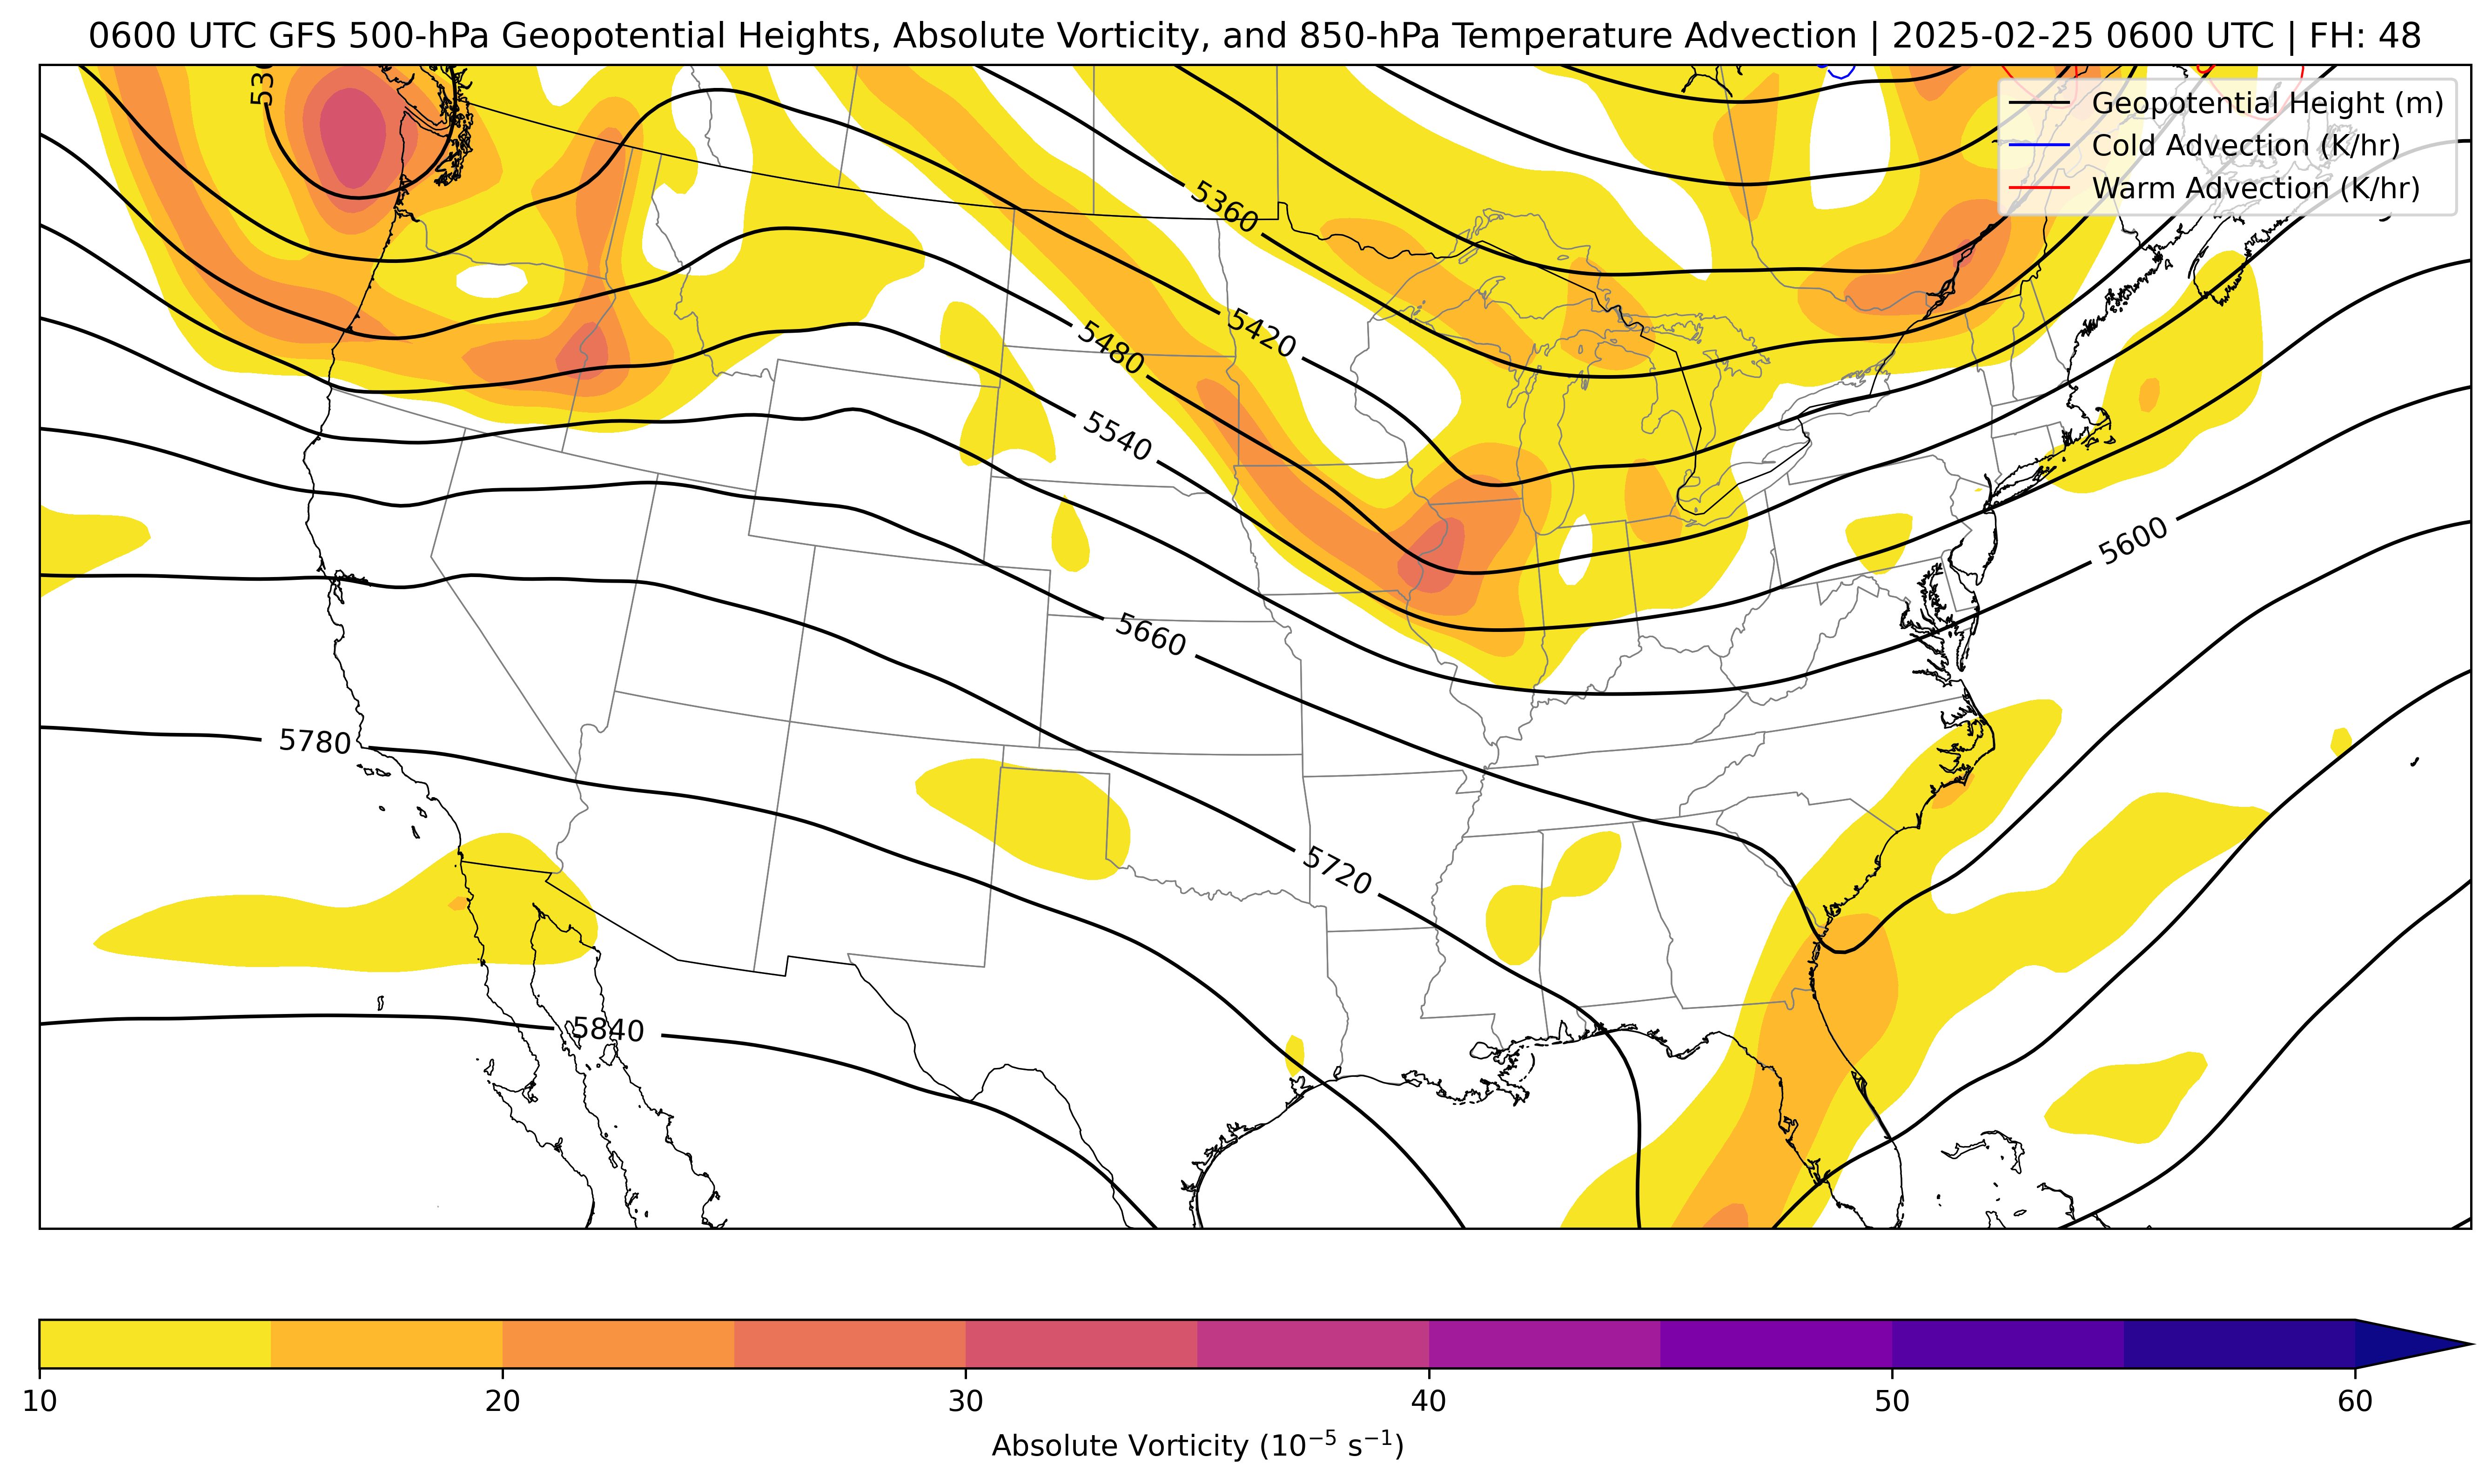 0600 UTC GFS 500-hPa Geopotential Heights, Absolute Vorticity, and 850-hPa Temperature Advection | 2025-02-25 0600 UTC | FH: 48
Geopotential Height (m)
Cold Advection (K/hr)
Warm Advection (K/hr)
5360
5420
5480
5540
5600
5660
5780
5720
5840
10 20 30 40 50 60
Absolute Vorticity (10⁻⁵ s⁻¹)